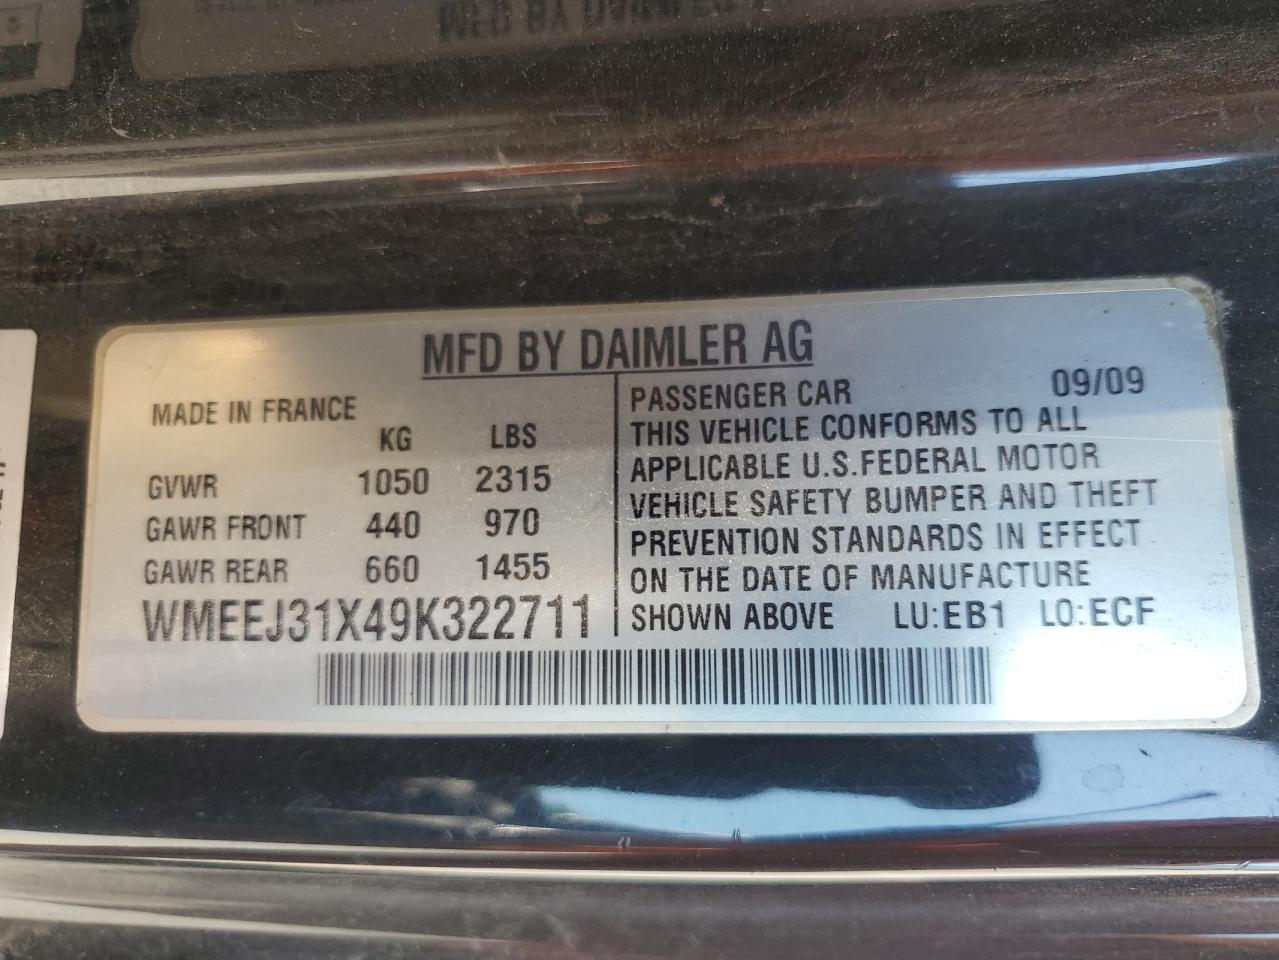 MFD BY DAIMLER AG
MADE IN FRANCE
KG LBS
GVWR 1050 2315
GAWR FRONT 440 970
GAWR REAR 660 1455
WMEEJ31X49K322711
PASSENGER CAR 09/09
THIS VEHICLE CONFORMS TO ALL
APPLICABLE U.S.FEDERAL MOTOR
VEHICLE SAFETY BUMPER AND THEFT
PREVENTION STANDARDS IN EFFECT
ON THE DATE OF MANUFACTURE
SHOWN ABOVE LU:EB1 LO:ECF